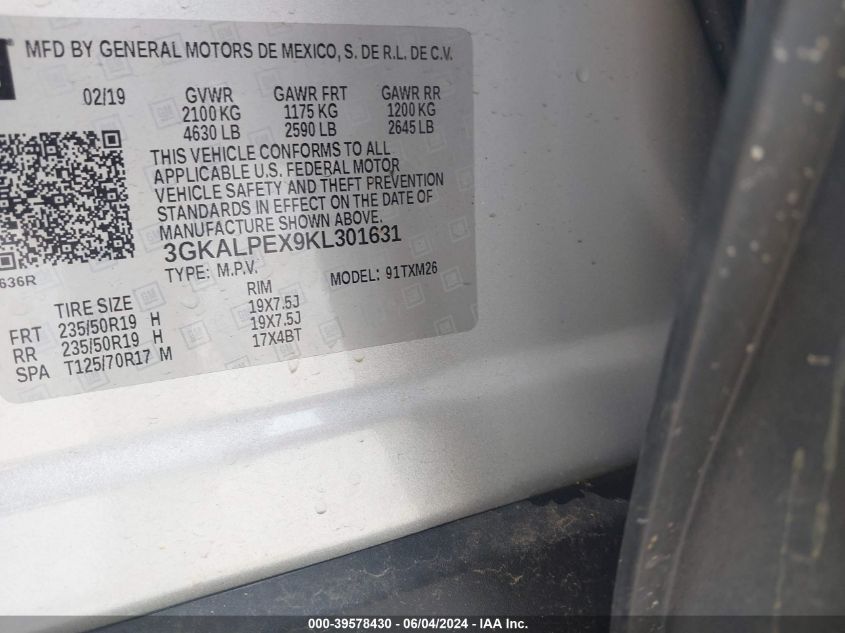 MFD BY GENERAL MOTORS DE MEXICO, S. DE R.L. DE C.V.
02/19 GVWR GAWR FRT GAWR RR
2100 KG 1175 KG 1200 KG
4630 LB 2590 LB 2645 LB
THIS VEHICLE CONFORMS TO ALL
APPLICABLE U.S. FEDERAL MOTOR
VEHICLE SAFETY AND THEFT PREVENTION
STANDARDS IN EFFECT ON THE DATE OF
MANUFACTURE SHOWN ABOVE.
3GKALPEX9KL301631
636R TYPE: M.P.V. MODEL: 91TXM26
TIRE SIZE RIM
FRT 235/50R19 H 19X7.5J
RR 235/50R19 H 19X7.5J
SPA T125/70R17 M 17X4BT
000-39578430 - 06/04/2024 - IAA Inc.